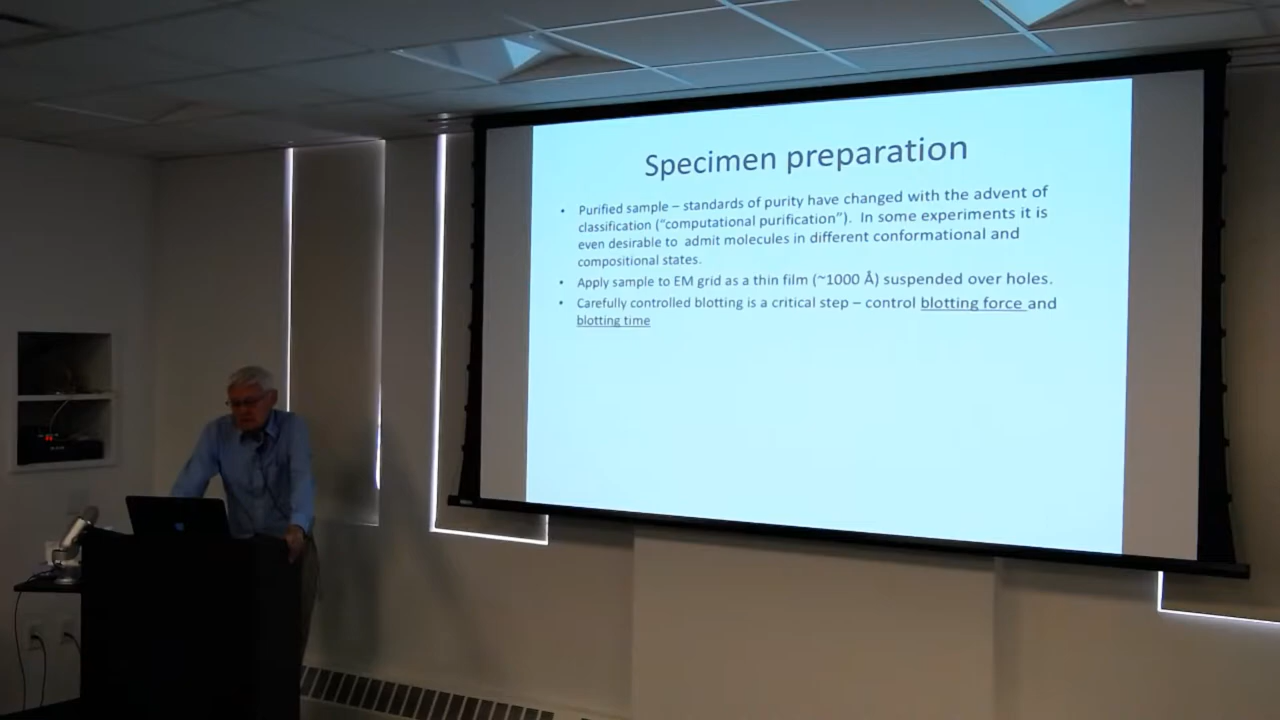 Specimen preparation
• Purified sample – standards of purity have changed with the advent of
classification (“computational purification”). In some experiments it is
even desirable to admit molecules in different conformational and
compositional states.
• Apply sample to EM grid as a thin film (~1000 Å) suspended over holes.
• Carefully controlled blotting is a critical step – control blotting force and
blotting time